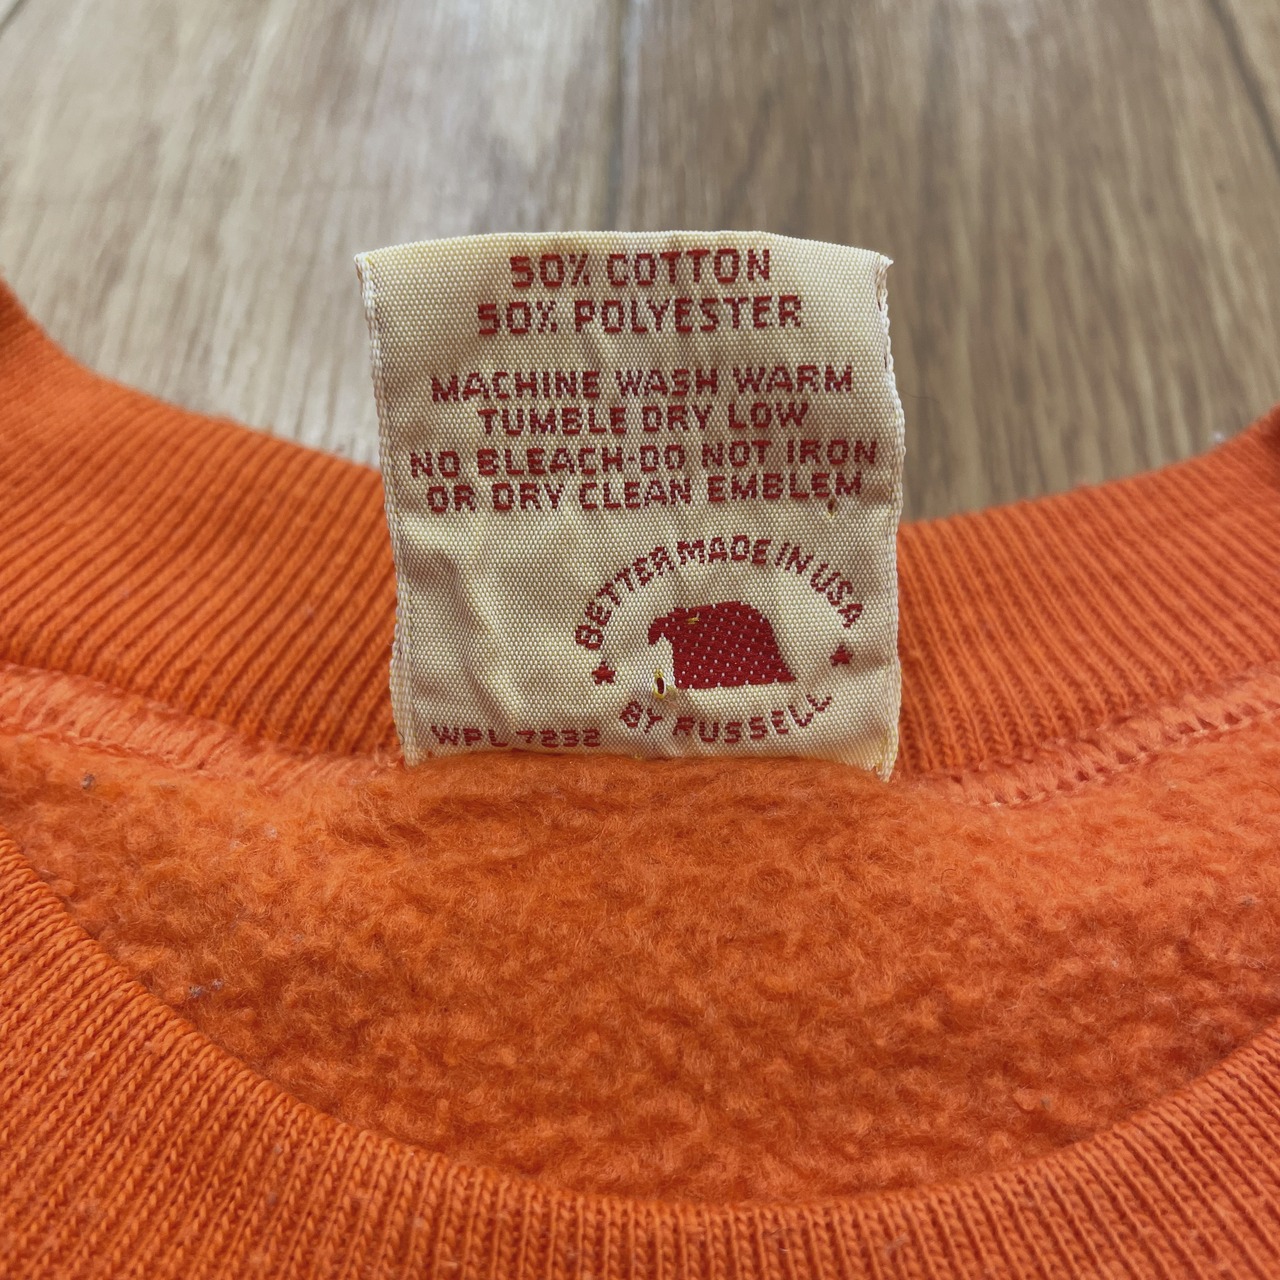 50% COTTON
50% POLYESTER
MACHINE WASH WARM
TUMBLE DRY LOW
NO BLEACH-DO NOT IRON
OR DRY CLEAN EMBLEM
BETTER MADE IN USA
BY RUSSELL
WPL 7232